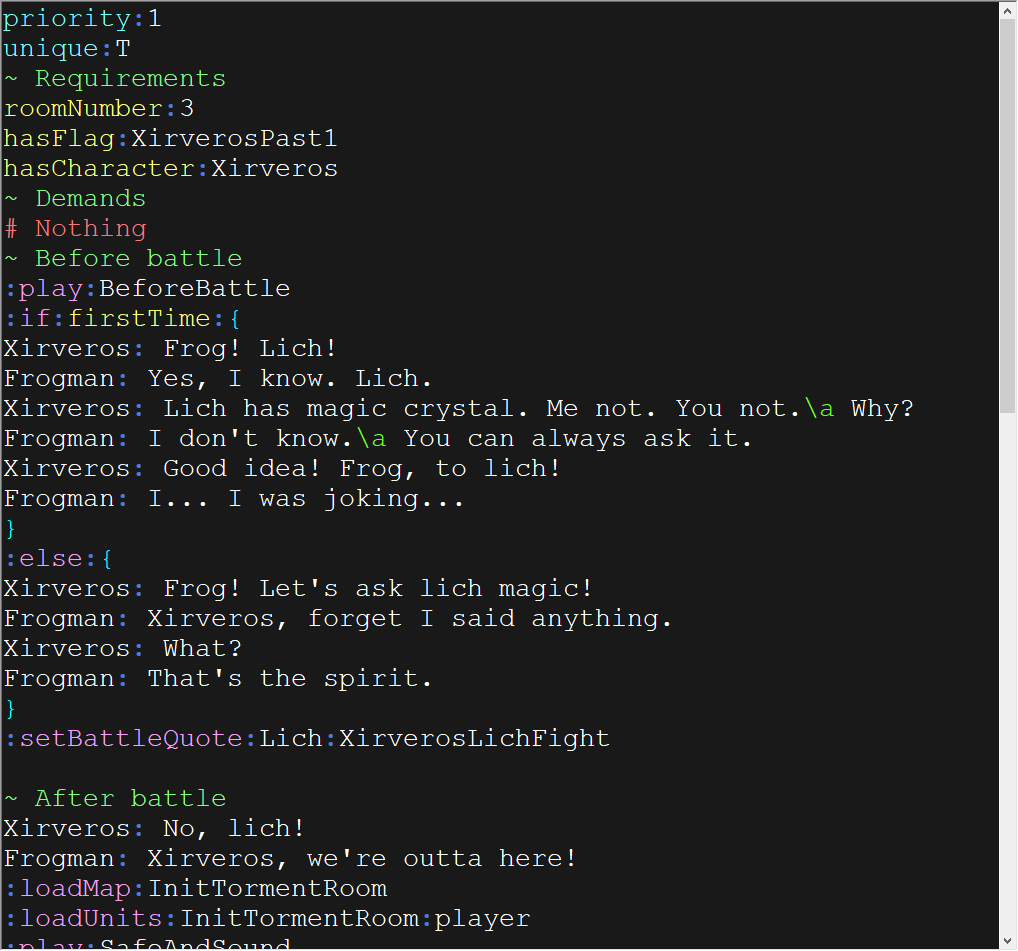 priority:1
unique:T
~ Requirements
roomNumber:3
hasFlag:XirverosPast1
hasCharacter:Xirveros
~ Demands
# Nothing
~ Before battle
:play:BeforeBattle
:if:firstTime:{
Xirveros: Frog! Lich!
Frogman: Yes, I know. Lich.
Xirveros: Lich has magic crystal. Me not. You not.\a Why?
Frogman: I don't know.\a You can always ask it.
Xirveros: Good idea! Frog, to lich!
Frogman: I... I was joking...
}
:else:{
Xirveros: Frog! Let's ask lich magic!
Frogman: Xirveros, forget I said anything.
Xirveros: What?
Frogman: That's the spirit.
}
:setBattleQuote:Lich:XirverosLichFight

~ After battle
Xirveros: No, lich!
Frogman: Xirveros, we're outta here!
:loadMap:InitTormentRoom
:loadUnits:InitTormentRoom:player
:play:SafeAndSound